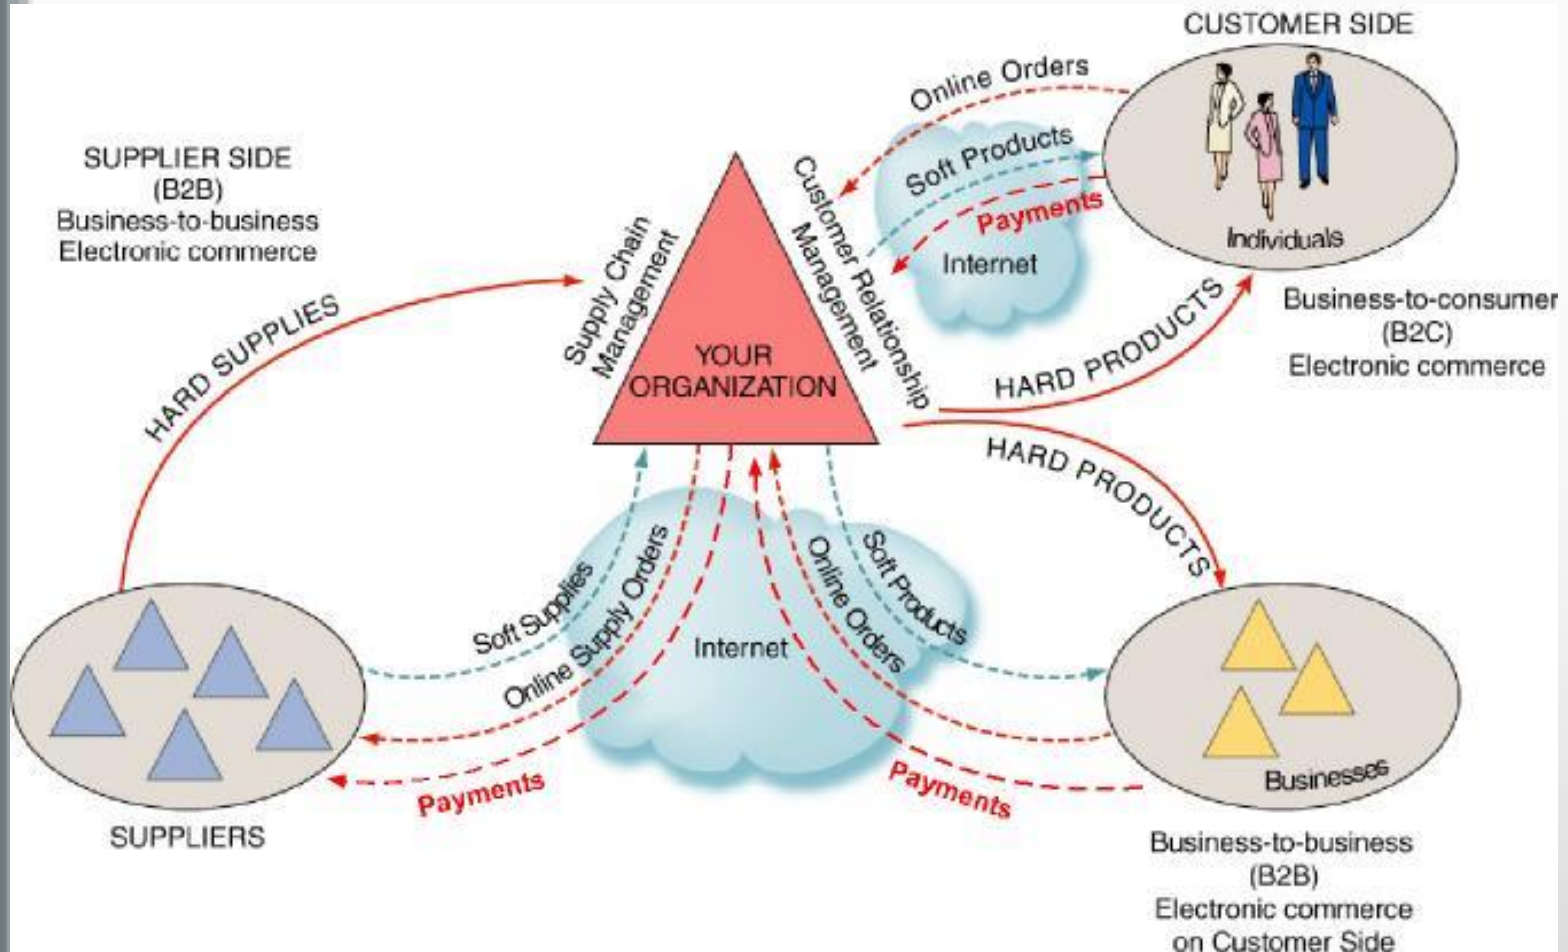 CUSTOMER SIDE
Online Orders
Soft Products
Payments
Internet
Individuals
SUPPLIER SIDE
(B2B)
Business-to-business
Electronic commerce
HARD SUPPLIES
Supply Chain
Management
YOUR
ORGANIZATION
Customer Relationship
Management
HARD PRODUCTS
Business-to-consumer
(B2C)
Electronic commerce
HARD PRODUCTS
Soft Supplies
Online Supply Orders
Payments
Internet
Online Orders
Soft Products
Payments
SUPPLIERS
Businesses
Business-to-business
(B2B)
Electronic commerce
on Customer Side